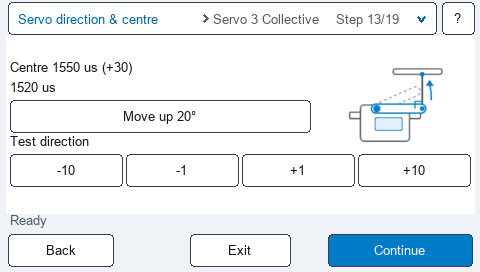 Servo direction & centre > Servo 3 Collective Step 13/19 ?
Centre 1550 us (+30)
1520 us
Move up 20°
Test direction
-10 -1 +1 +10
Ready
Back Exit Continue